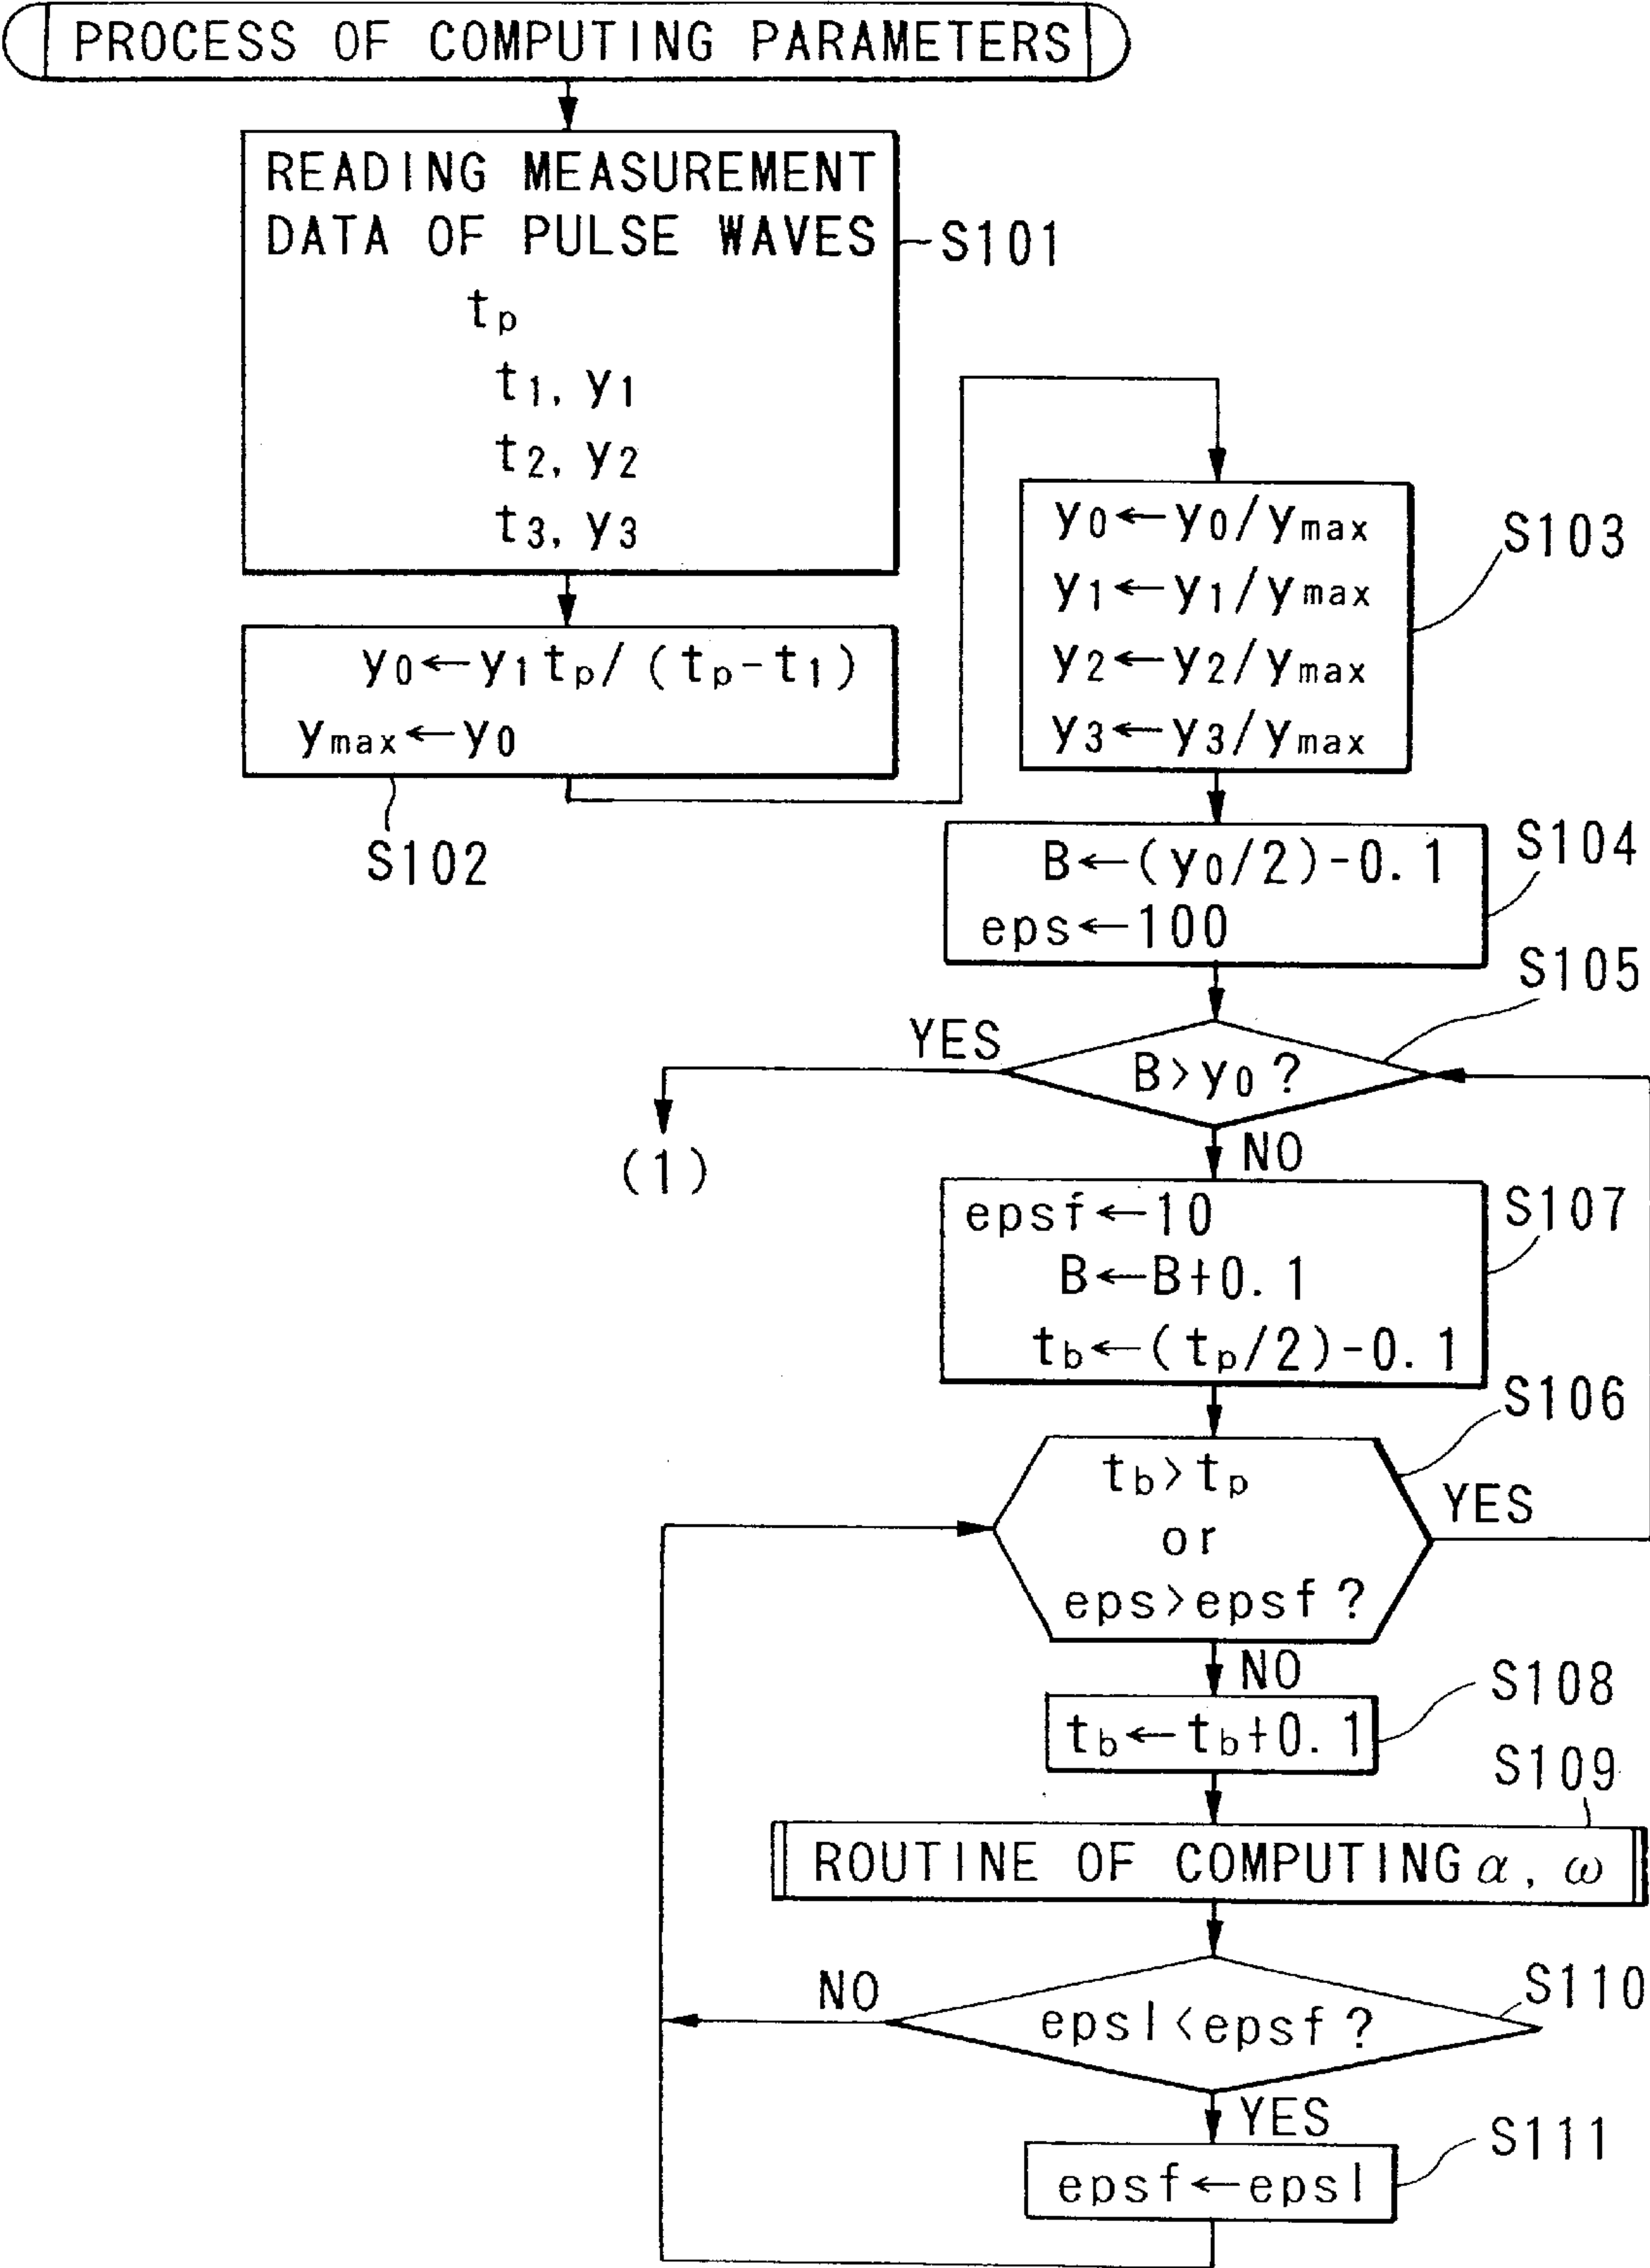 PROCESS OF COMPUTING PARAMETERS
READING MEASUREMENT
DATA OF PULSE WAVES
S101
tp
t1, y1
t2, y2
t3, y3
y0←y1tp/(tp-t1)
ymax←y0
S102
y0←y0/ymax
y1←y1/ymax
y2←y2/ymax
y3←y3/ymax
S103
B←(y0/2)-0.1
eps←100
S104
S105
B>y0?
YES
(1)
NO
epsf←10
B←B+0.1
tb←(tp/2)-0.1
S107
S106
tb>tp
or
eps>epsf?
YES
NO
tb←tb+0.1
S108
S109
ROUTINE OF COMPUTING α, ω
S110
epsl<epsf?
NO
YES
epsf←epsl
S111